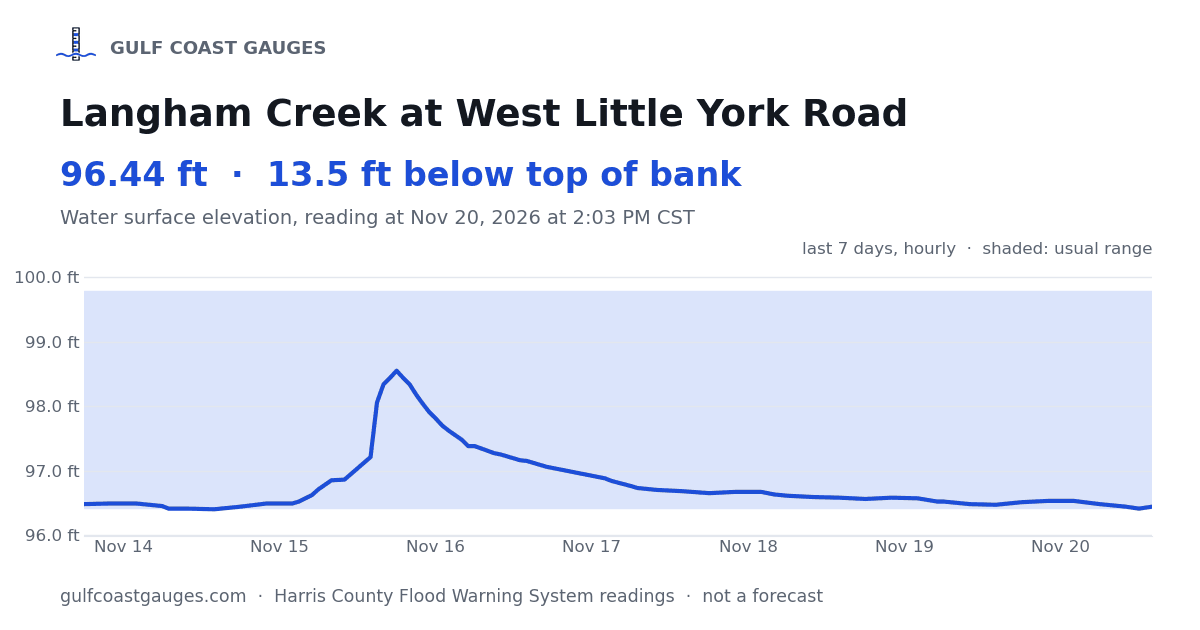 GULF COAST GAUGES
Langham Creek at West Little York Road
96.44 ft · 13.5 ft below top of bank
Water surface elevation, reading at Nov 20, 2026 at 2:03 PM CST
last 7 days, hourly · shaded: usual range
100.0 ft
99.0 ft
98.0 ft
97.0 ft
96.0 ft
Nov 14 Nov 15 Nov 16 Nov 17 Nov 18 Nov 19 Nov 20
gulfcoastgauges.com · Harris County Flood Warning System readings · not a forecast